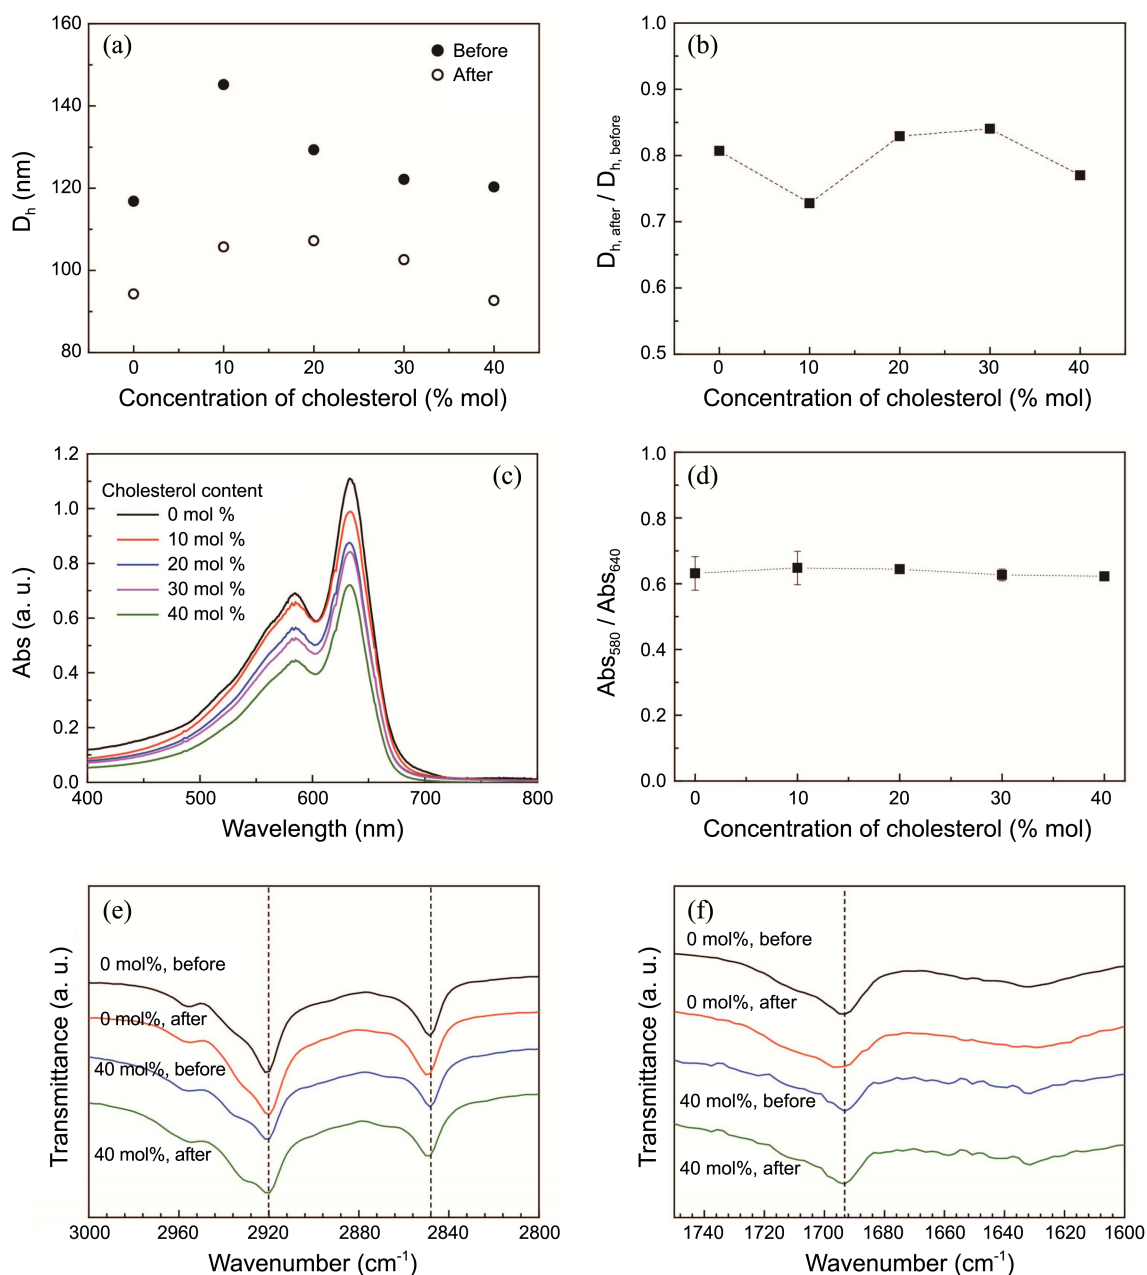 (a)
Before
After
160
140
120
100
80
D_h (nm)
0 10 20 30 40
Concentration of cholesterol (% mol)
(b)
1.0
0.9
0.8
0.7
0.6
0.5
D_h, after / D_h, before
0 10 20 30 40
Concentration of cholesterol (% mol)
(c)
1.2
1.0
0.8
0.6
0.4
0.2
0.0
Abs (a. u.)
Cholesterol content
0 mol %
10 mol %
20 mol %
30 mol %
40 mol %
400 500 600 700 800
Wavelength (nm)
(d)
1.0
0.8
0.6
0.4
0.2
0.0
Abs₅₈₀ / Abs₆₄₀
0 10 20 30 40
Concentration of cholesterol (% mol)
(e)
0 mol%, before
0 mol%, after
40 mol%, before
40 mol%, after
Transmittance (a. u.)
3000 2960 2920 2880 2840 2800
Wavenumber (cm⁻¹)
(f)
0 mol%, before
0 mol%, after
40 mol%, before
40 mol%, after
Transmittance (a. u.)
1740 1720 1700 1680 1660 1640 1620 1600
Wavenumber (cm⁻¹)